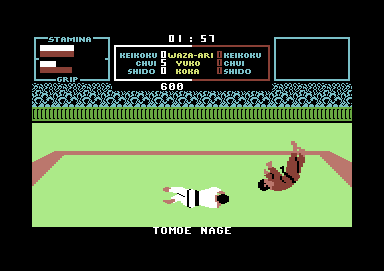 STAMINA
GRIP
01:57
KEIKOKU 0 WAZA-ARI 0 KEIKOKU
CHUI 5 YUKO 0 CHUI
SHIDO 0 KOKA 0 SHIDO
600
TOMOE NAGE